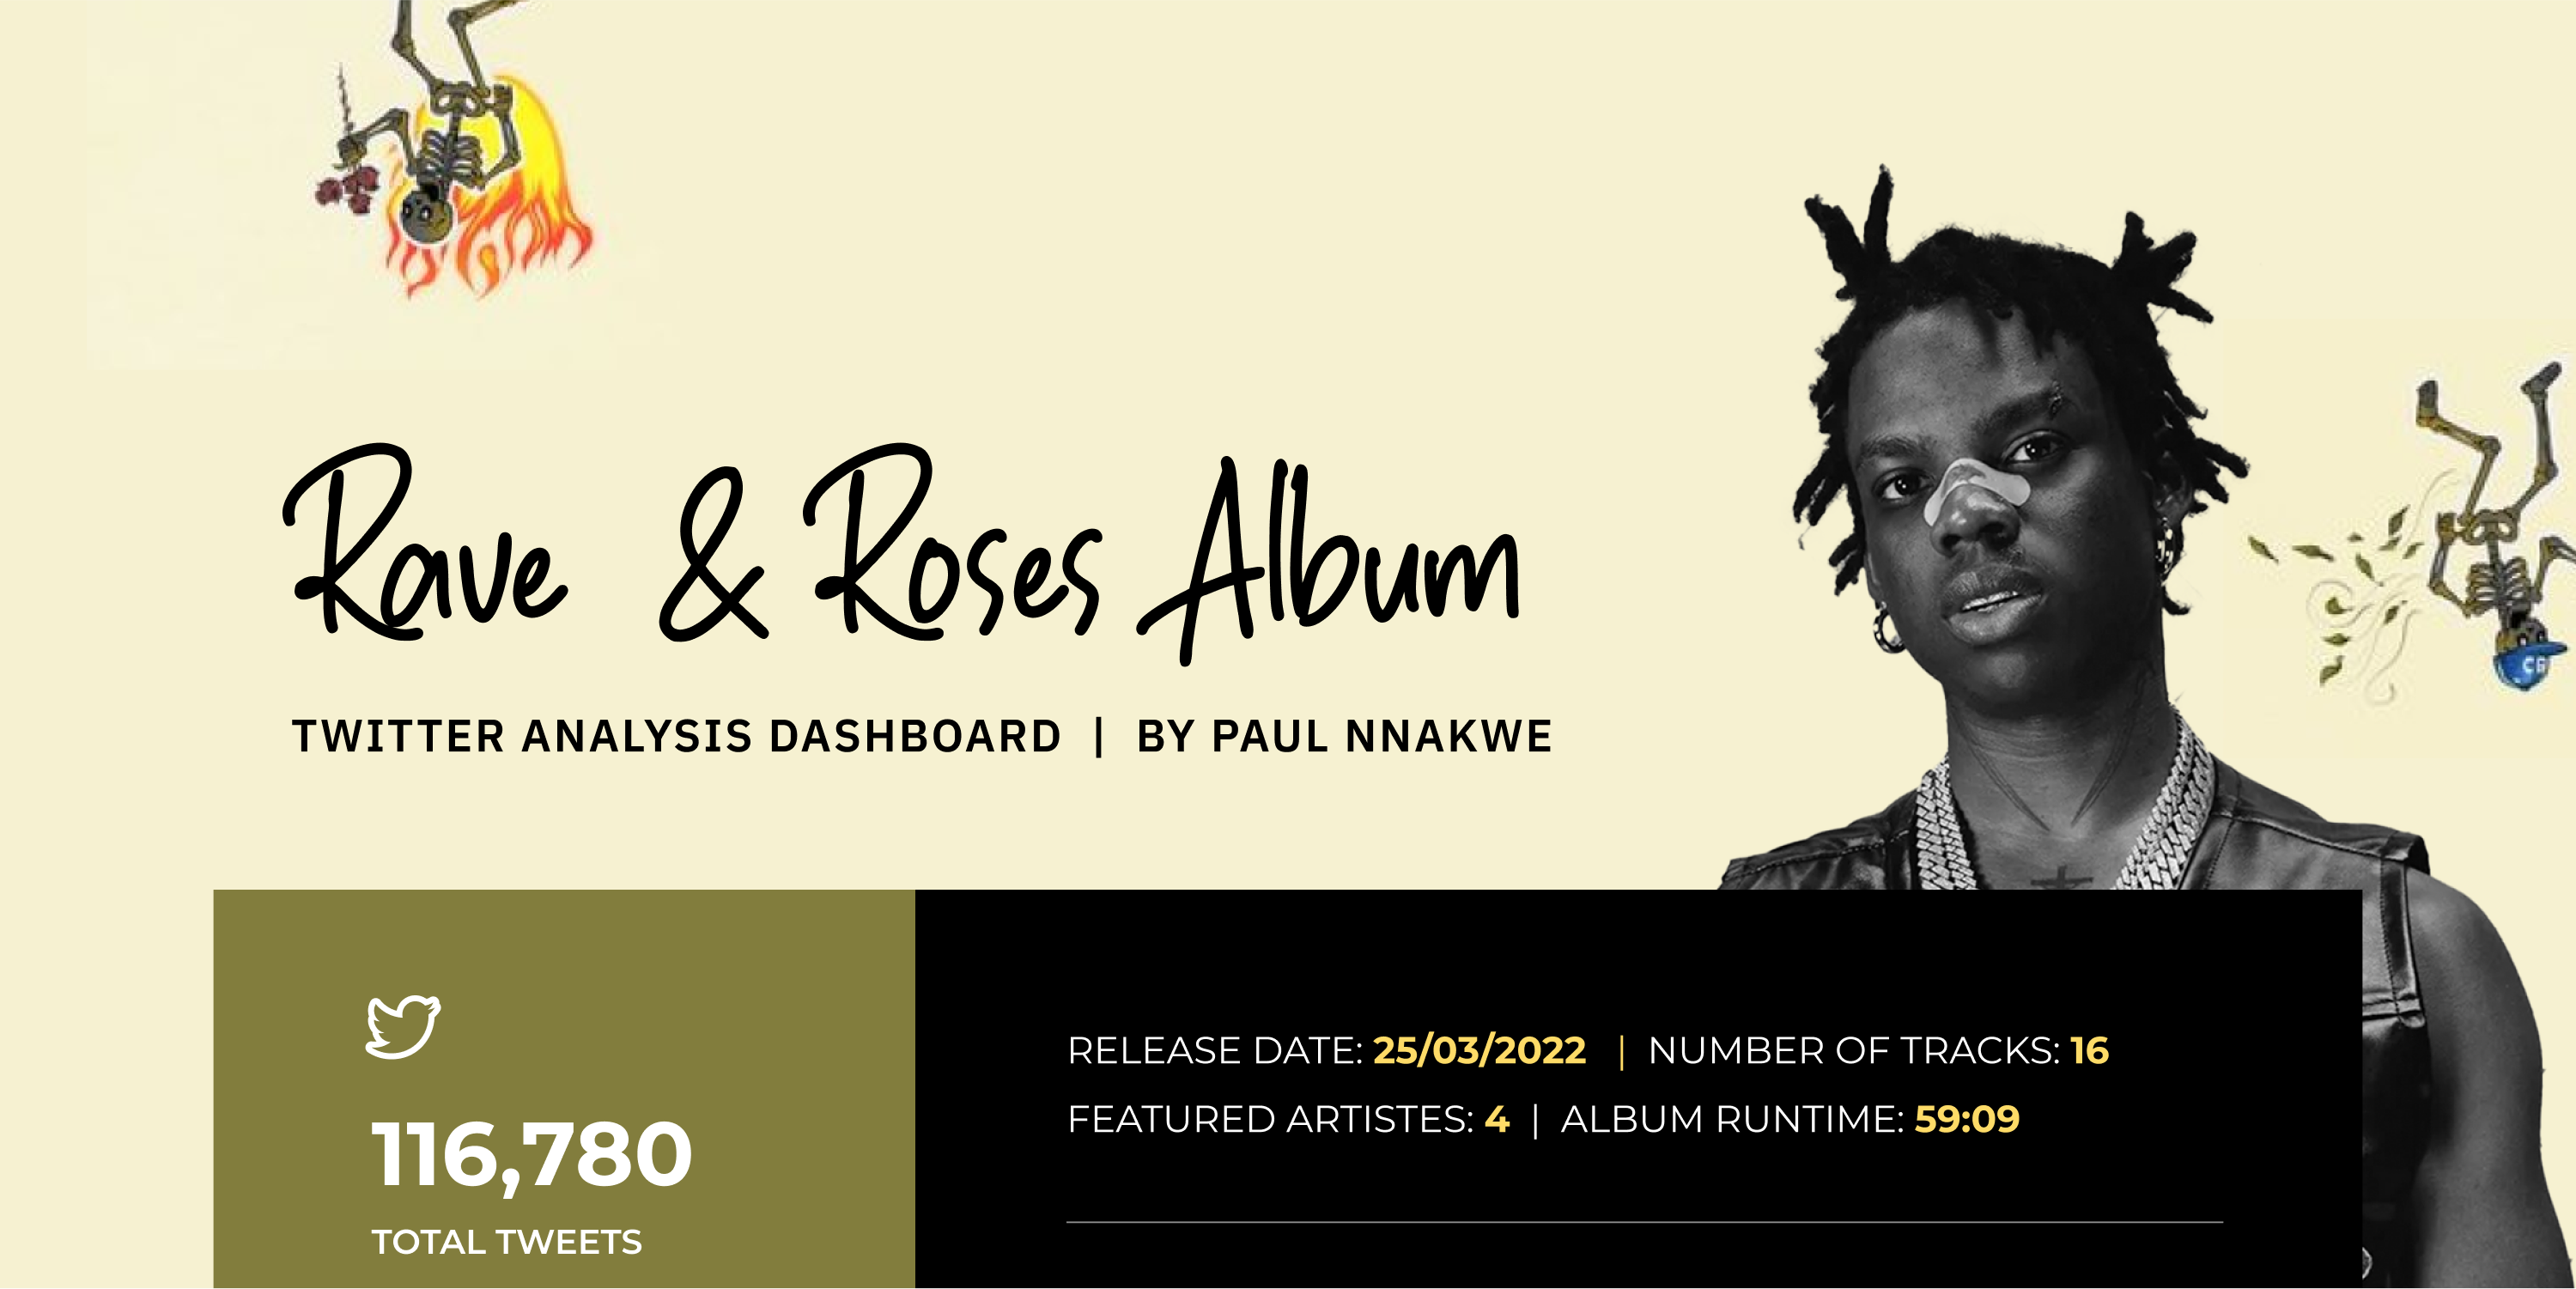 Rave & Roses Album
TWITTER ANALYSIS DASHBOARD | BY PAUL NNAKWE
116,780
TOTAL TWEETS
RELEASE DATE: 25/03/2022 | NUMBER OF TRACKS: 16
FEATURED ARTISTES: 4 | ALBUM RUNTIME: 59:09